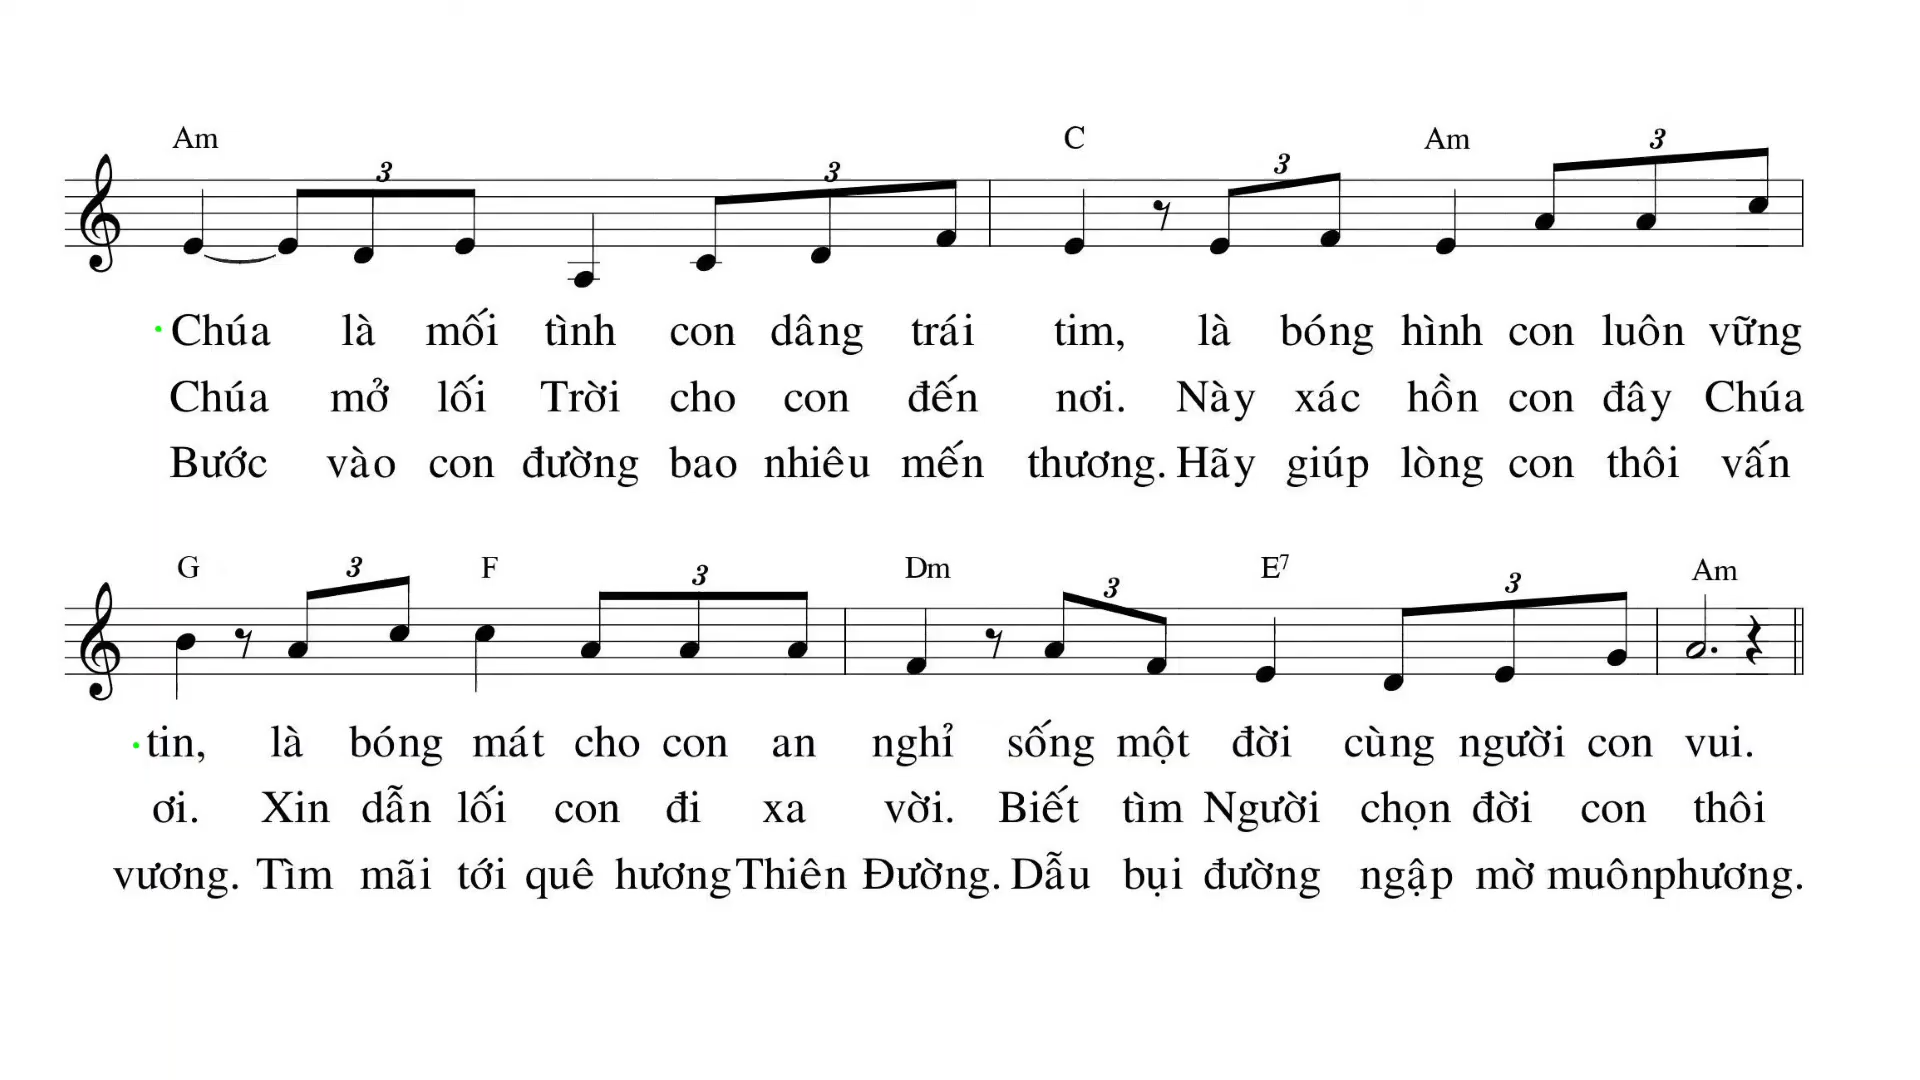 Am C Am
3 3 3 3
Chúa là mối tình con dâng trái tim, là bóng hình con luôn vững
Chúa mở lối Trời cho con đến nơi. Này xác hồn con đây Chúa
Bước vào con đường bao nhiêu mến thương. Hãy giúp lòng con thôi vấn
G F Dm E7 Am
3 3 3 3
tin, là bóng mát cho con an nghỉ sống một đời cùng người con vui.
ơi. Xin dẫn lối con đi xa vời. Biết tìm Người chọn đời con thôi
vương. Tìm mãi tới quê hương Thiên Đường. Dẫu bụi đường ngập mờ muôn phương.